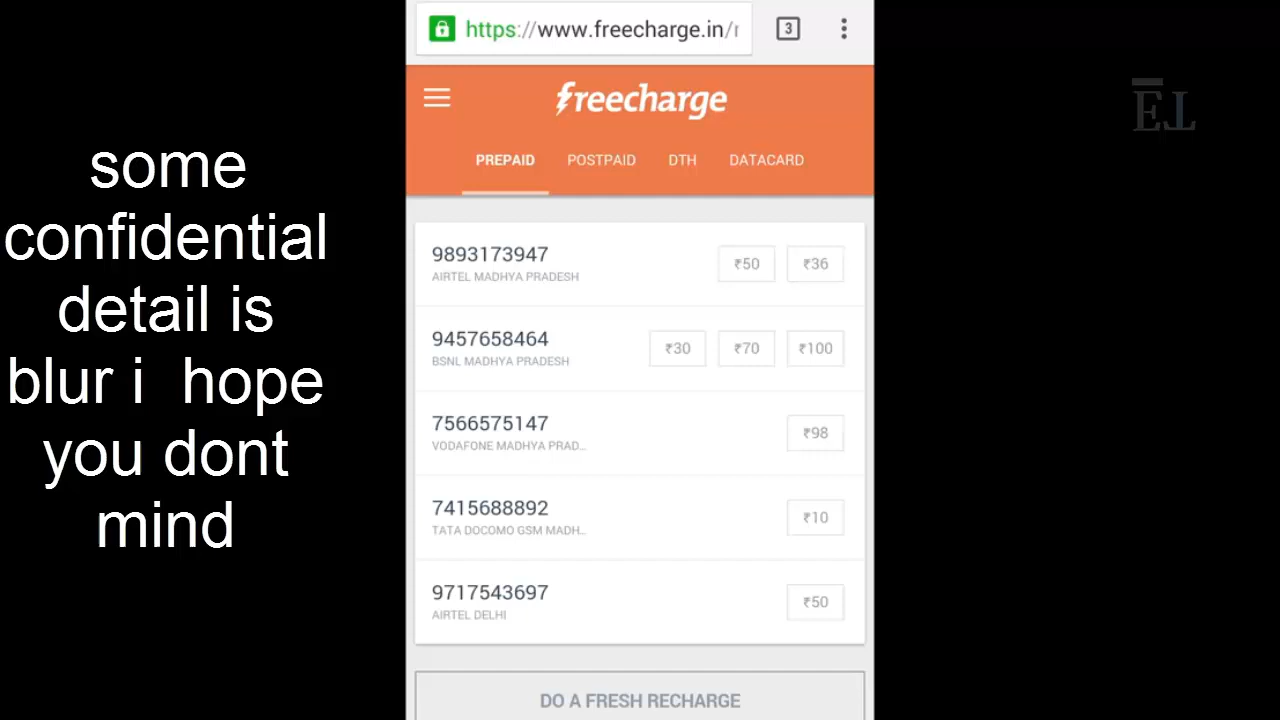 some
confidential
detail is
blur i hope
you dont
mind
https://www.freecharge.in/
3
freecharge
PREPAID POSTPAID DTH DATACARD
9893173947 ₹50 ₹36
AIRTEL MADHYA PRADESH
9457658464 ₹30 ₹70 ₹100
BSNL MADHYA PRADESH
7566575147 ₹98
VODAFONE MADHYA PRAD...
7415688892 ₹10
TATA DOCOMO GSM MADH...
9717543697 ₹50
AIRTEL DELHI
DO A FRESH RECHARGE